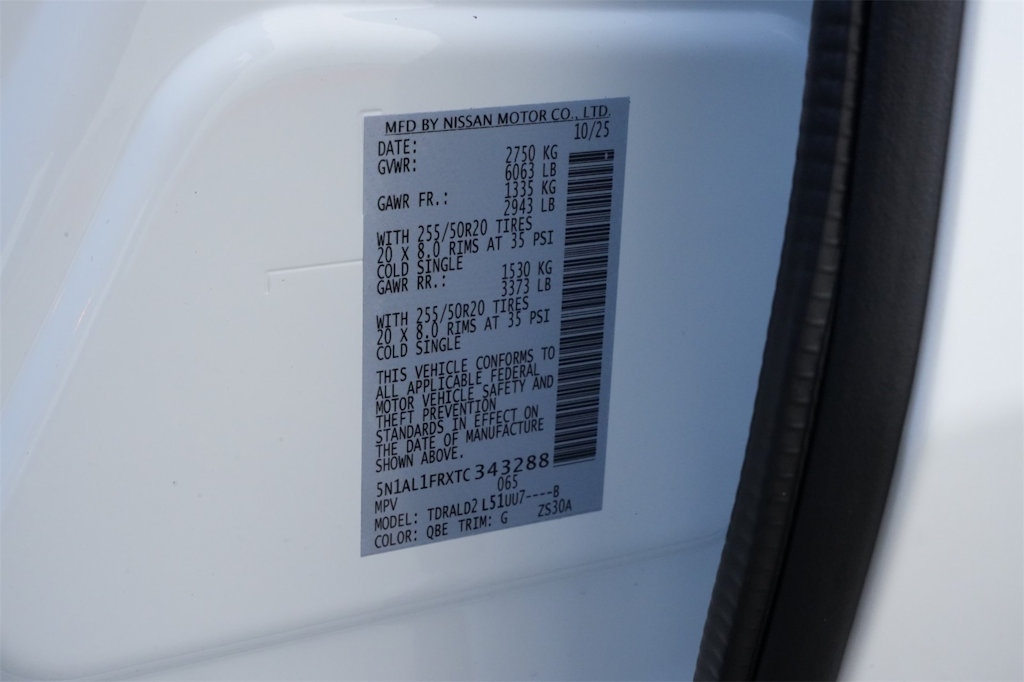 MFD BY NISSAN MOTOR CO., LTD.
DATE: 10/25
GVWR: 2750 KG
6063 LB
GAWR FR.: 1335 KG
2943 LB
WITH 255/50R20 TIRES
20 X 8.0 RIMS AT 35 PSI
COLD SINGLE
GAWR RR.: 1530 KG
3373 LB
WITH 255/50R20 TIRES
20 X 8.0 RIMS AT 35 PSI
COLD SINGLE
THIS VEHICLE CONFORMS TO
ALL APPLICABLE FEDERAL
MOTOR VEHICLE SAFETY AND
THEFT PREVENTION
STANDARDS IN EFFECT ON
THE DATE OF MANUFACTURE
SHOWN ABOVE.
5N1AL1FRXTC343288
MPV 065
MODEL: TDRALD2 L51UU7----B
COLOR: QBE TRIM: G ZS30A